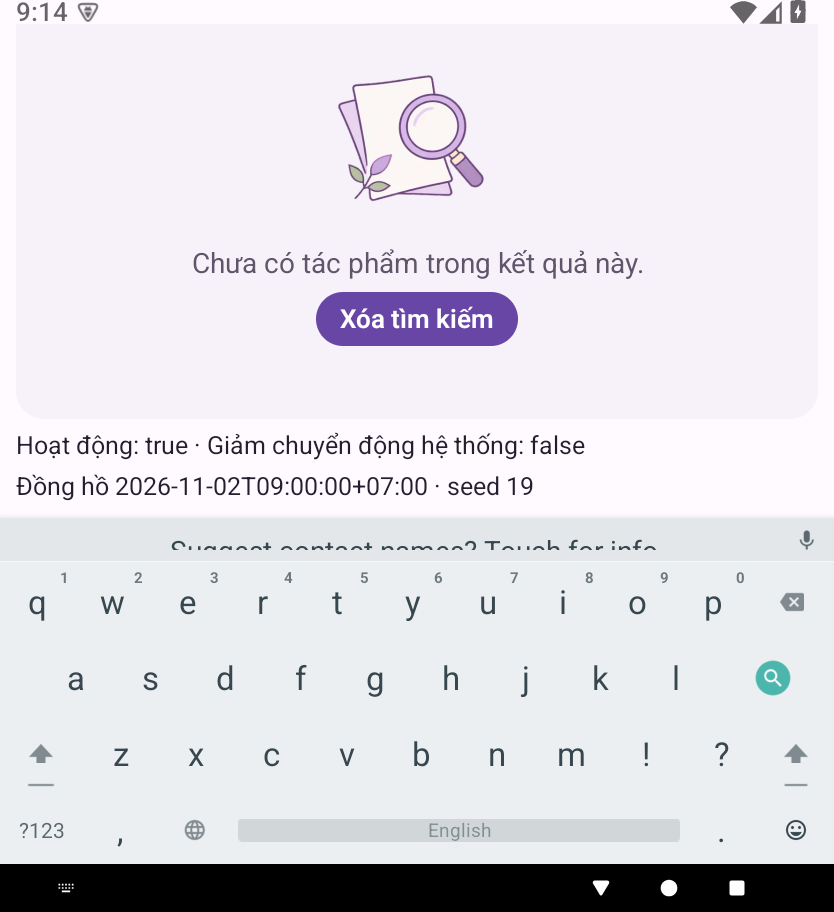 9:14
Chưa có tác phẩm trong kết quả này.
Xóa tìm kiếm
Hoạt động: true · Giảm chuyển động hệ thống: false
Đồng hồ 2026-11-02T09:00:00+07:00 · seed 19
Suggest contact names? Touch for info.
1 2 3 4 5 6 7 8 9 0
q w e r t y u i o p
a s d f g h j k l
z x c v b n m ! ?
?123 , English .